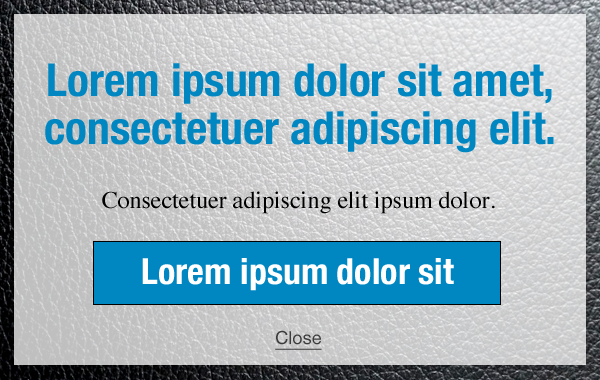 Lorem ipsum dolor sit amet,
consectetuer adipiscing elit.
Consectetuer adipiscing elit ipsum dolor.
Lorem ipsum dolor sit
Close